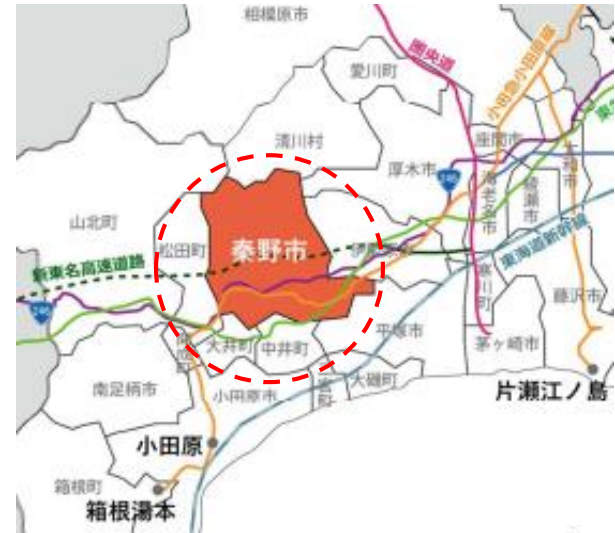 相模原市
愛川町
圏央道
小田急小田原線
清川村
厚木市
座間市
大和市
海老名市
綾瀬市
246
山北町
松田町
秦野市
新東名高速道路
東海道新幹線
寒川町
藤沢市
246
大井町
中井町
平塚市
茅ヶ崎市
南足柄市
小田原市
二宮町
大磯町
片瀬江ノ島
小田原
箱根町
箱根湯本